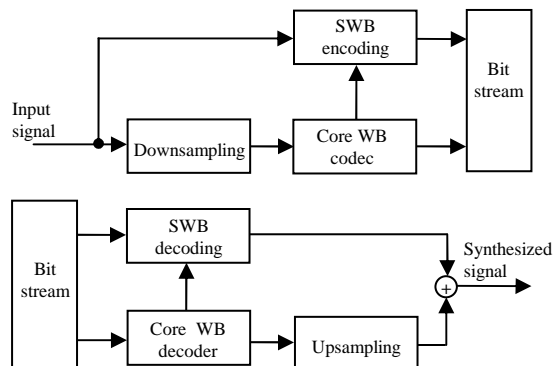 SWB
encoding
Bit
stream
Input
signal
Downsampling
Core WB
codec
SWB
decoding
Synthesized
signal
Bit
stream
+
Core WB
decoder
Upsampling